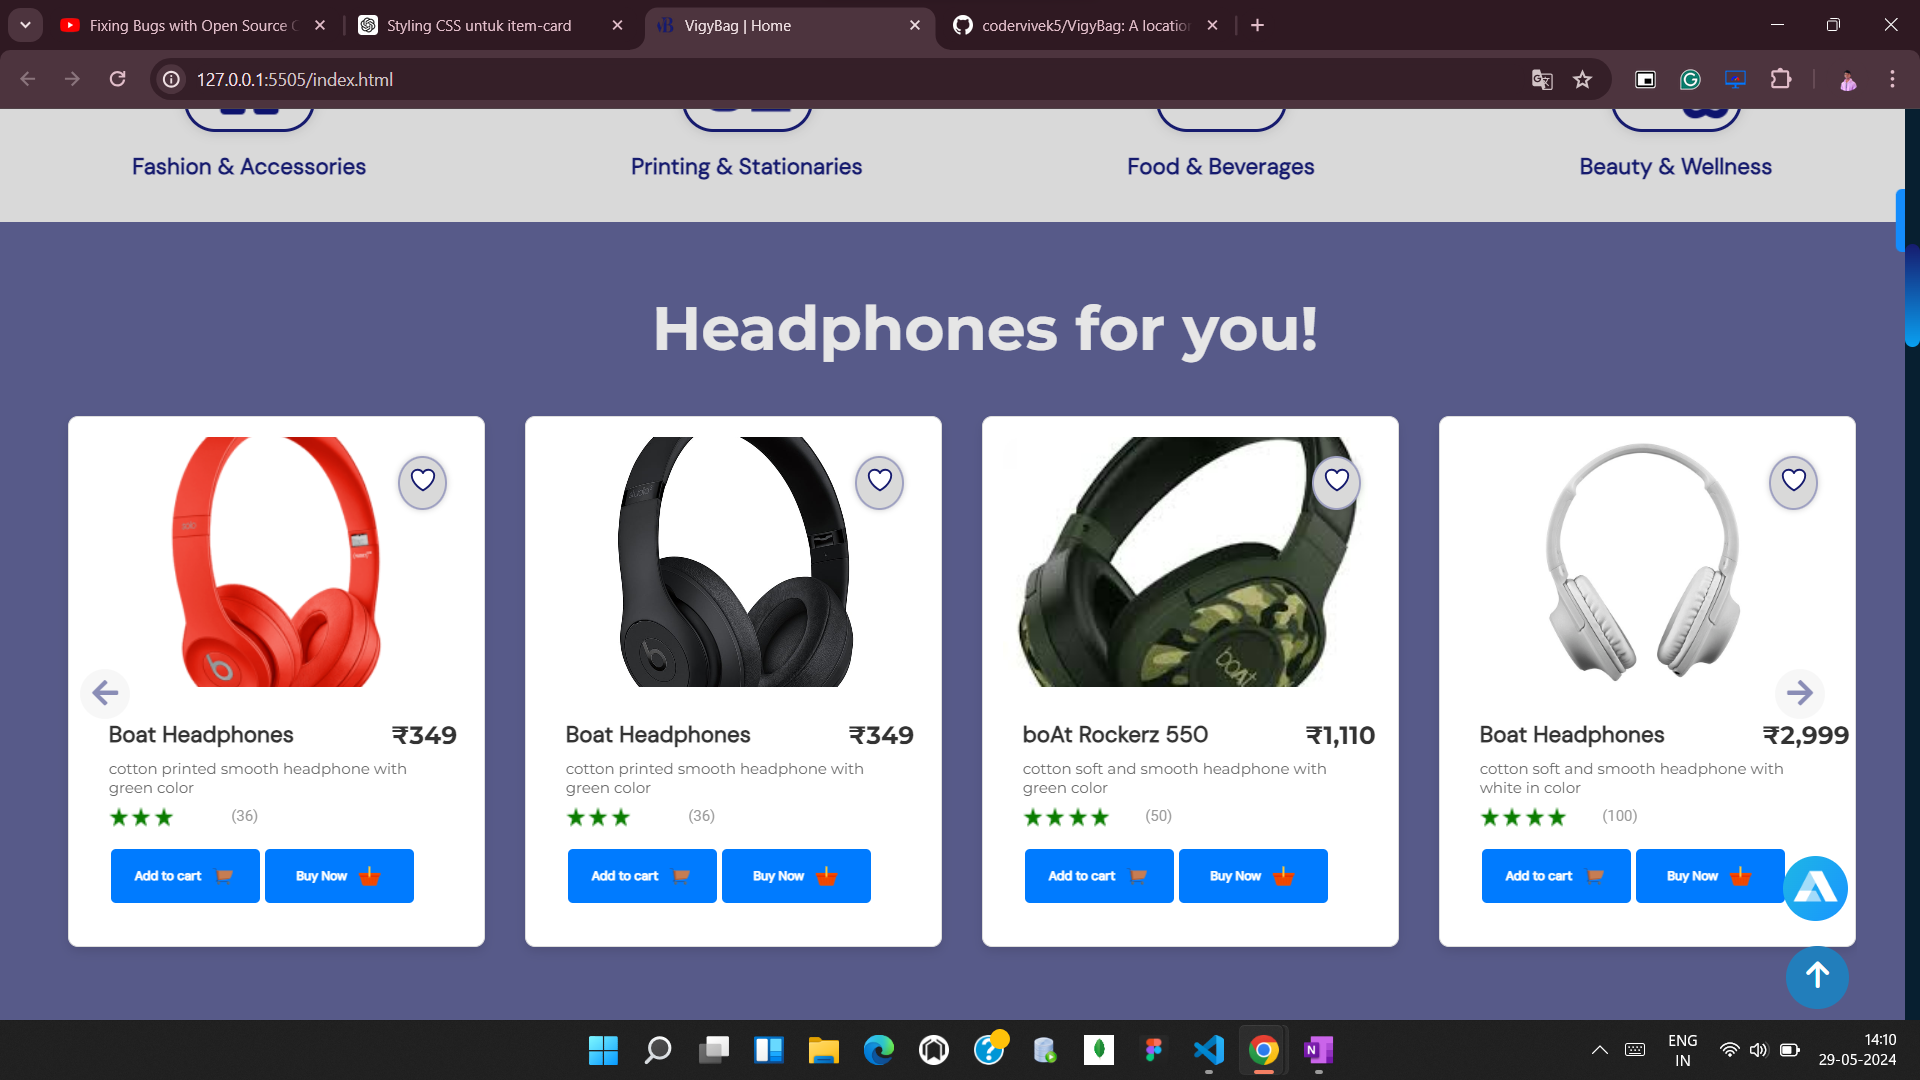 Fixing Bugs with Open Source
Styling CSS untuk item-card
VigyBag | Home
codervivek5/VigyBag: A location
127.0.0.1:5505/index.html
Fashion & Accessories
Printing & Stationaries
Food & Beverages
Beauty & Wellness
Headphones for you!
Boat Headphones ₹349
cotton printed smooth headphone with
green color
★★★ (36)
Add to cart
Buy Now
Boat Headphones ₹349
cotton printed smooth headphone with
green color
★★★ (36)
Add to cart
Buy Now
boAt
boAt Rockerz 550 ₹1,110
cotton soft and smooth headphone with
green color
★★★★ (50)
Add to cart
Buy Now
Boat Headphones ₹2,999
cotton soft and smooth headphone with
white in color
★★★★ (100)
Add to cart
Buy Now
ENG
IN
14:10
29-05-2024